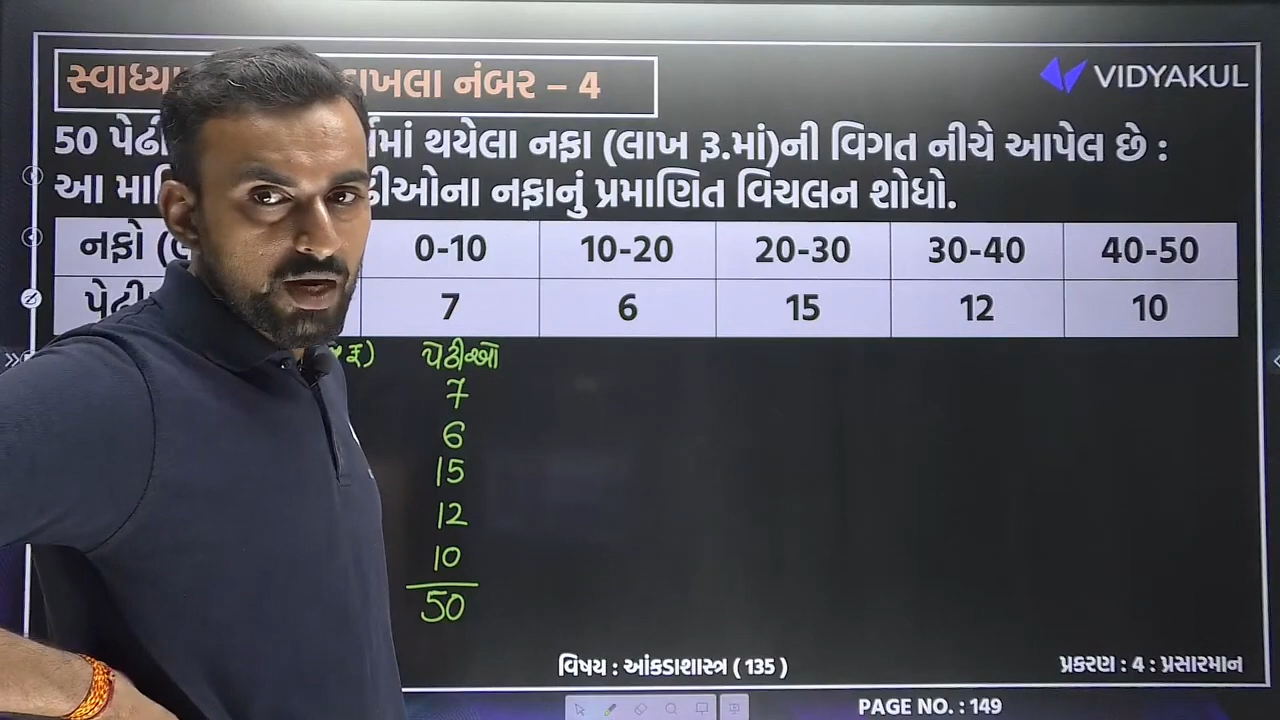 દાખલા નંબર – 4
VIDYAKUL
50 થયેલા નફા (લાખ રૂ.માં)ની વિગત નીચે આપેલ છે :
આ નફાનું પ્રમાણિત વિચલન શોધો.
નફો 0-10 10-20 20-30 30-40 40-50
7 6 15 12 10
પેઢીઓ
7
6
15
12
10
50
વિષય : આંકડાશાસ્ત્ર ( 135 )
પ્રકરણ : 4 : પ્રસારમાન
PAGE NO. : 149